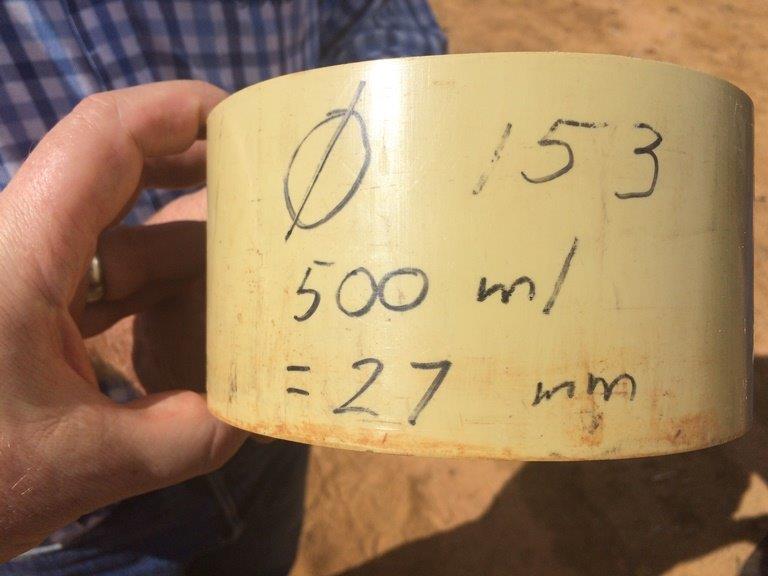 Ø 153
500 ml
= 27 mm